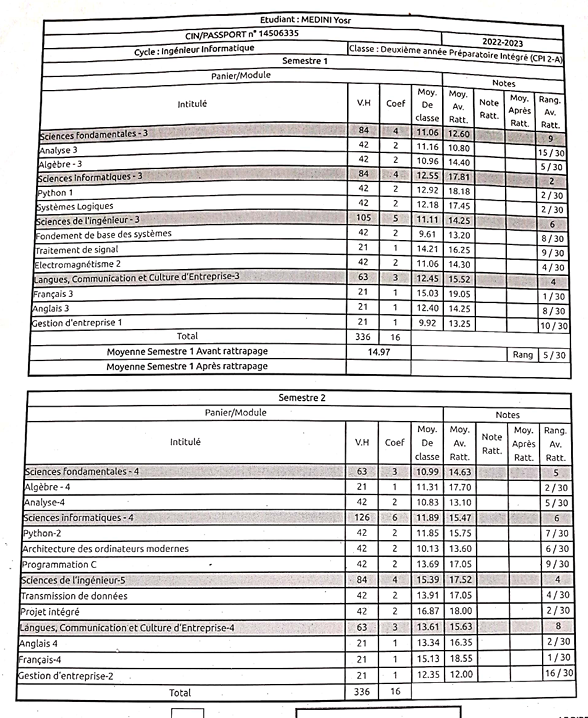 Etudiant : MEDINI Yosr
CIN/PASSPORT n° 14506335
2022-2023
Cycle : Ingénieur Informatique
Classe : Deuxième année Préparatoire Intégré (CPI 2-A)
Semestre 1
Panier/Module Notes
Intitulé V.H Coef Moy. De classe Moy. Av. Ratt. Note Ratt. Moy. Après Ratt. Rang. Av. Ratt.
Sciences fondamentales - 3 84 4 11.06 12.60 9
Analyse 3 42 2 11.16 10.80 15 / 30
Algèbre - 3 42 2 10.96 14.40 5 / 30
Sciences Informatiques - 3 84 4 12.55 17.81 2
Python 1 42 2 12.92 18.18 2 / 30
Systèmes Logiques 42 2 12.18 17.45 2 / 30
Sciences de l'ingénieur - 3 105 5 11.11 14.25 6
Fondement de base des systèmes 42 2 9.61 13.20 8 / 30
Traitement de signal 21 1 14.21 16.25 9 / 30
Electromagnétisme 2 42 2 11.06 14.30 4 / 30
Langues, Communication et Culture d'Entreprise-3 63 3 12.45 15.52 4
Français 3 21 1 15.03 19.05 1 / 30
Anglais 3 21 1 12.40 14.25 8 / 30
Gestion d'entreprise 1 21 1 9.92 13.25 10 / 30
Total 336 16
Moyenne Semestre 1 Avant rattrapage 14.97 Rang 5 / 30
Moyenne Semestre 1 Après rattrapage
Semestre 2
Panier/Module Notes
Intitulé V.H Coef Moy. De classe Moy. Av. Ratt. Note Ratt. Moy. Après Ratt. Rang. Av. Ratt.
Sciences fondamentales - 4 63 3 10.99 14.63 5
Algèbre - 4 21 1 11.31 17.70 2 / 30
Analyse-4 42 2 10.83 13.10 5 / 30
Sciences informatiques - 4 126 6 11.89 15.47 6
Python-2 42 2 11.85 15.75 7 / 30
Architecture des ordinateurs modernes 42 2 10.13 13.60 6 / 30
Programmation C 42 2 13.69 17.05 9 / 30
Sciences de l'ingénieur-5 84 4 15.39 17.52 4
Transmission de données 42 2 13.91 17.05 4 / 30
Projet intégré 42 2 16.87 18.00 2 / 30
Langues, Communication et Culture d'Entreprise-4 63 3 13.61 15.63 8
Anglais 4 21 1 13.34 16.35 2 / 30
Français-4 21 1 15.13 18.55 1 / 30
Gestion d'entreprise-2 21 1 12.35 12.00 16 / 30
Total 336 16